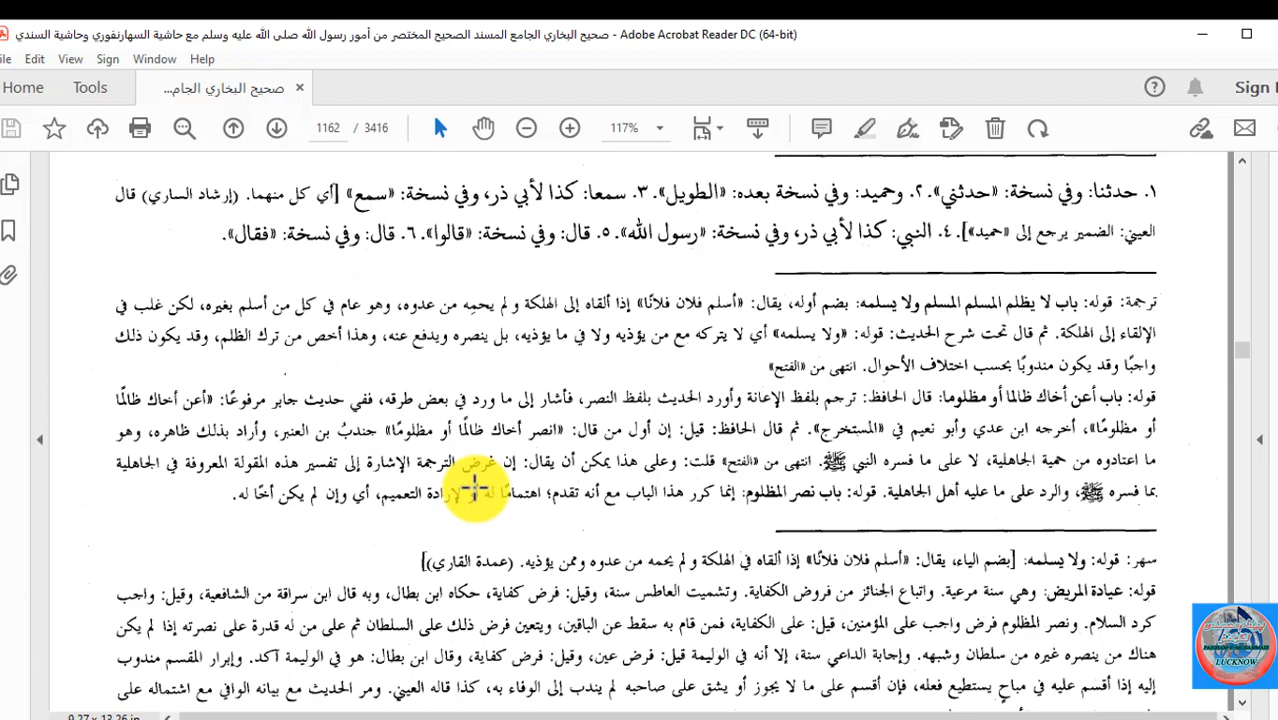 صحيح البخاري الجامع المسند الصحيح المختصر من أمور رسول الله صلى الله عليه وسلم مع حاشية السهارنفوري وحاشية السندي - Adobe Acrobat Reader DC (64-bit)
ile Edit View Sign Window Help
Home Tools صحيح البخاري الجام... × Sign
1162 / 3416 117%
١. حدثنا: وفي نسخة: «حدثني». ٢. وحميد: وفي نسخة بعده: «الطويل». ٣. سمعا: كذا لأبي ذر، وفي نسخة: «سمع» [أي كل منهما. (إرشاد الساري) قال
العيني: الضمير يرجع إلى «حميد»]. ٤. النبي: كذا لأبي ذر، وفي نسخة: «رسول الله». ٥. قال: وفي نسخة: «قالوا». ٦. قال: وفي نسخة: «فقال».
ترجمة: قوله: باب لا يظلم المسلم المسلم ولا يسلمه: بضم أوله، يقال: «أسلم فلان فلانًا» إذا ألقاه إلى الهلكة ولم يحمِه من عدوه، وهو عام في كل من أسلم بغيره، لكن غلب في
الإلقاء إلى الهلكة. ثم قال تحت شرح الحديث: قوله: «ولا يسلمه» أي لا يتركه مع من يؤذيه ولا في ما يؤذيه، بل ينصره ويدفع عنه، وهذا أخص من ترك الظلم، وقد يكون ذلك
واجبًا وقد يكون مندوبًا بحسب اختلاف الأحوال. انتهى من «الفتح»
قوله: باب أعن أخاك ظالما أو مظلوما: قال الحافظ: ترجم بلفظ الإعانة وأورد الحديث بلفظ النصر، فأشار إلى ما ورد في بعض طرقه، ففي حديث جابر مرفوعًا: «أعن أخاك ظالمًا
أو مظلومًا»، أخرجه ابن عدي وأبو نعيم في «المستخرج». ثم قال الحافظ: قيل: إن أول من قال: «انصر أخاك ظالمًا أو مظلومًا» جندبُ بن العنبر، وأراد بذلك ظاهره، وهو
ما اعتادوه من حمية الجاهلية، لا على ما فسره النبي ﷺ. انتهى من «الفتح» قلت: وعلى هذا يمكن أن يقال: إن غرض الترجمة الإشارة إلى تفسير هذه المقولة المعروفة في الجاهلية
بما فسره ﷺ، والرد على ما عليه أهل الجاهلية. قوله: باب نصر المظلوم: إنما كرر هذا الباب مع أنه تقدم؛ اهتمامًا له لإرادة التعميم، أي وإن لم يكن أخًا له.
سهر: قوله: ولا يسلمه: [بضم الياء، يقال: «أسلم فلان فلانًا» إذا ألقاه في الهلكة ولم يحمه من عدوه وممن يؤذيه. (عمدة القاري)]
قوله: عيادة المريض: وهي سنة مرعية. واتباع الجنائز من فروض الكفاية. وتشميت العاطس سنة، وقيل: فرض كفاية، حكاه ابن بطال، وبه قال ابن سراقة من الشافعية، وقيل: واجب
كرد السلام. ونصر المظلوم فرض واجب على المؤمنين، قيل: على الكفاية، فمن قام به سقط عن الباقين، ويتعين فرض ذلك على السلطان ثم على من له قدرة على نصرته إذا لم يكن
هناك من ينصره غيره من سلطان وشبهه. وإجابة الداعي سنة، إلا أنه في الوليمة قيل: فرض عين، وقيل: فرض كفاية، وقال ابن بطال: هو في الوليمة آكد. وإبرار المقسم مندوب
إليه إذا أقسم عليه في مباحٍ يستطيع فعله، فإن أقسم على ما لا يجوز أو يشق على صاحبه لم يندب إلى الوفاء به، كذا قاله العيني. ومر الحديث مع بيانه الوافي مع اشتماله على
9.27 x 13.26 in
LUCKNOW